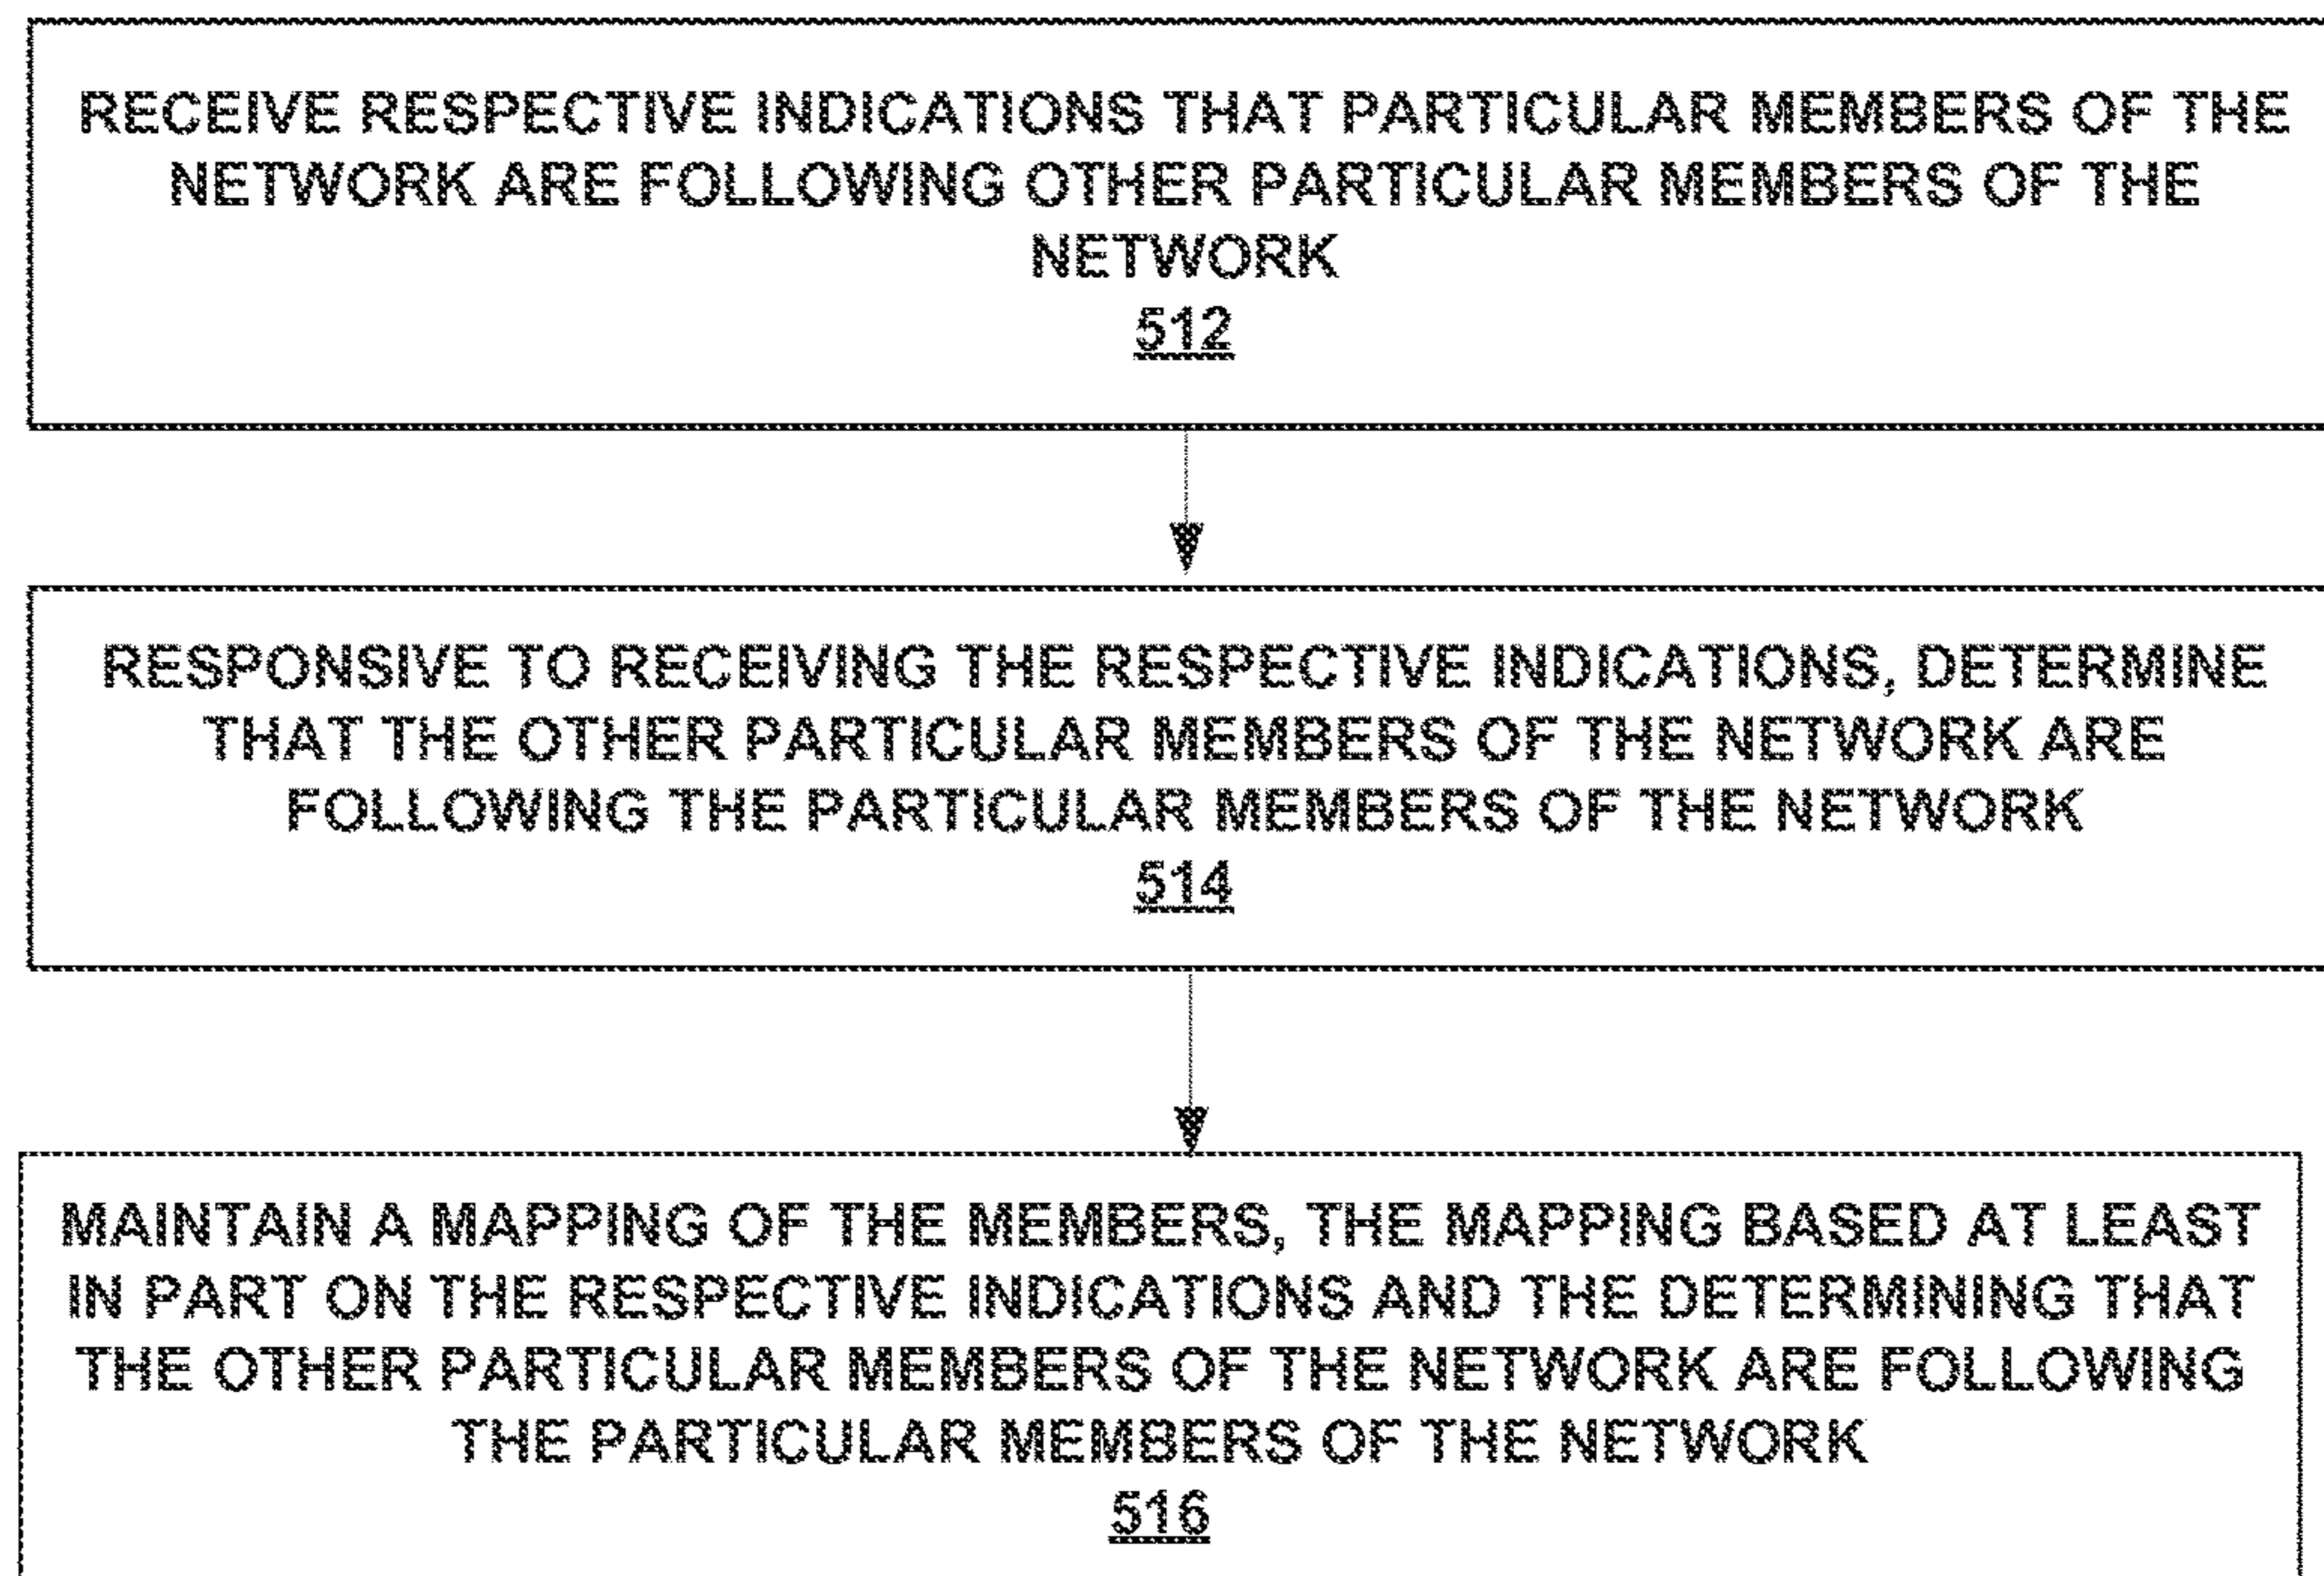 RECEIVE RESPECTIVE INDICATIONS THAT PARTICULAR MEMBERS OF THE
NETWORK ARE FOLLOWING OTHER PARTICULAR MEMBERS OF THE
NETWORK
512
RESPONSIVE TO RECEIVING THE RESPECTIVE INDICATIONS, DETERMINE
THAT THE OTHER PARTICULAR MEMBERS OF THE NETWORK ARE
FOLLOWING THE PARTICULAR MEMBERS OF THE NETWORK
514
MAINTAIN A MAPPING OF THE MEMBERS, THE MAPPING BASED AT LEAST
IN PART ON THE RESPECTIVE INDICATIONS AND THE DETERMINING THAT
THE OTHER PARTICULAR MEMBERS OF THE NETWORK ARE FOLLOWING
THE PARTICULAR MEMBERS OF THE NETWORK
516